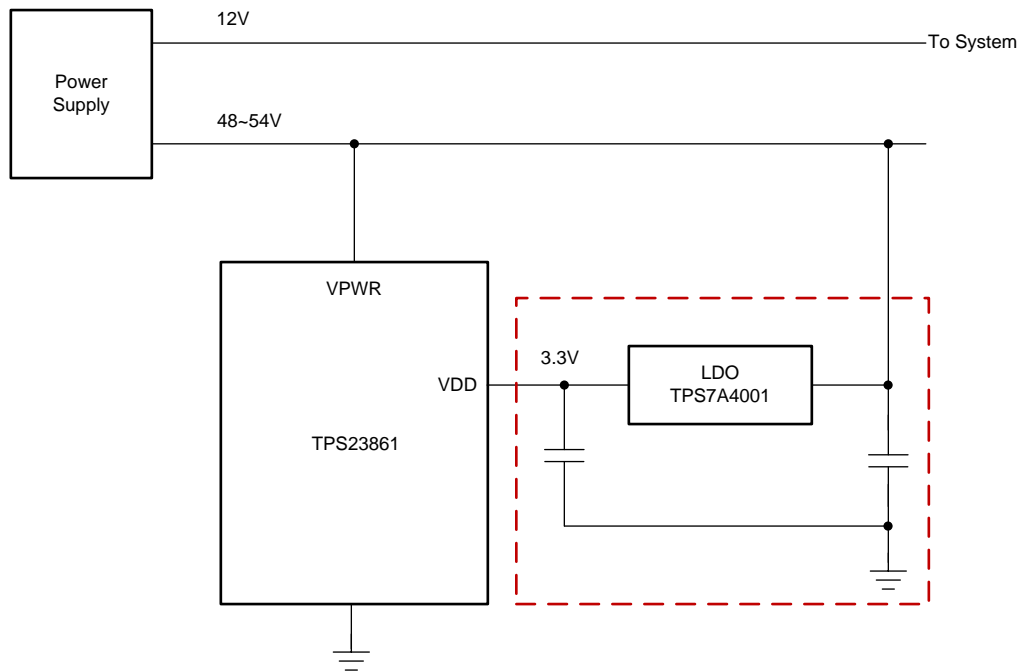 12V
To System
Power
Supply
48~54V
VPWR
3.3V
LDO
TPS7A4001
VDD
TPS23861